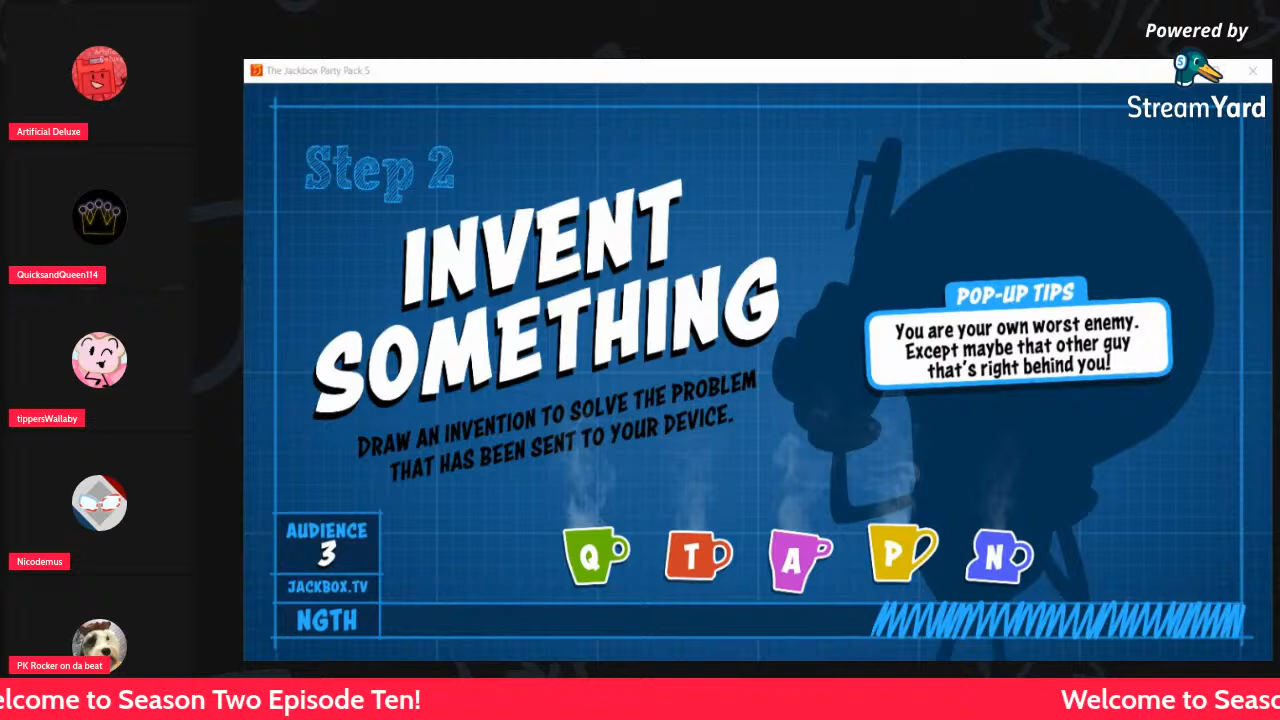 Powered by
StreamYard
The Jackbox Party Pack 5
Artificial Deluxe
QuicksandQueen114
tippersWallaby
Nicodemus
PK Rocker on da beat
Step 2
INVENT
SOMETHING
DRAW AN INVENTION TO SOLVE THE PROBLEM
THAT HAS BEEN SENT TO YOUR DEVICE.
POP-UP TIPS
You are your own worst enemy.
Except maybe that other guy
that's right behind you!
Q T A P N
AUDIENCE
3
JACKBOX.TV
NGTH
elcome to Season Two Episode Ten! Welcome to Seaso